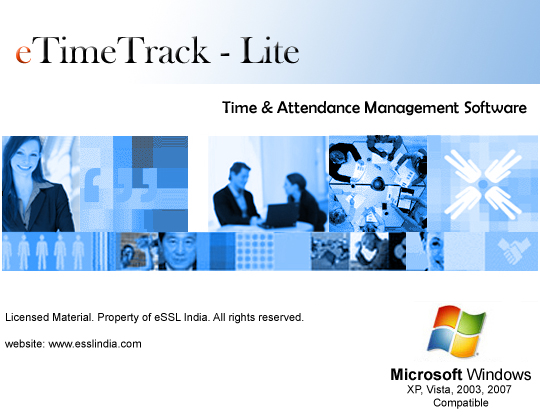 eTimeTrack - Lite
Time & Attendance Management Software
Licensed Material. Property of eSSL India. All rights reserved.
website: www.esslindia.com
Microsoft Windows
XP, Vista, 2003, 2007
Compatible